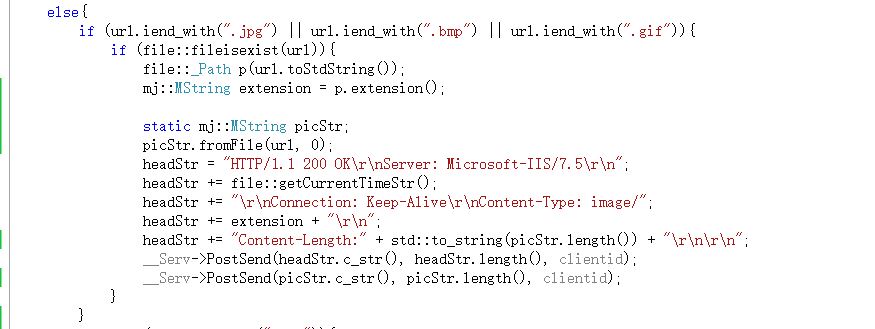 else{
if (url.iend_with(".jpg") || url.iend_with(".bmp") || url.iend_with(".gif")){
if (file::fileisexist(url)){
file::_Path p(url.toStdString());
mj::MString extension = p.extension();
static mj::MString picStr;
picStr.fromFile(url, 0);
headStr = "HTTP/1.1 200 OK\r\nServer: Microsoft-IIS/7.5\r\n";
headStr += file::getCurrentTimeStr();
headStr += "\r\nConnection: Keep-Alive\r\nContent-Type: image/";
headStr += extension + "\r\n";
headStr += "Content-Length:" + std::to_string(picStr.length()) + "\r\n\r\n";
__Serv->PostSend(headStr.c_str(), headStr.length(), clientid);
__Serv->PostSend(picStr.c_str(), picStr.length(), clientid);
}
}